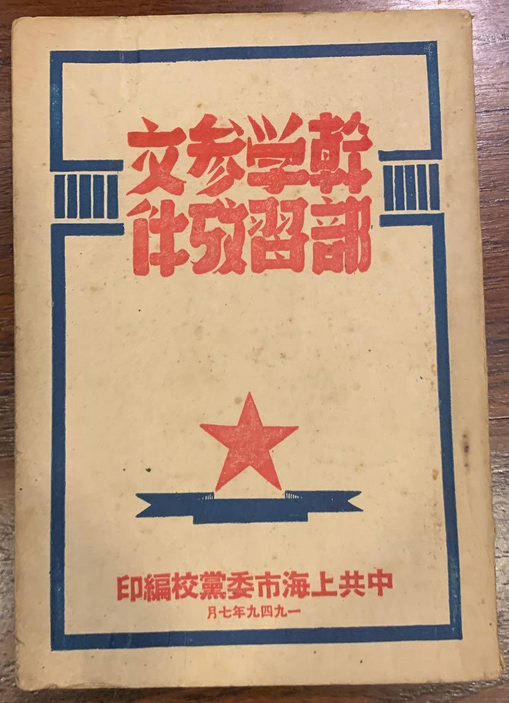 幹部
学習
参攷
文件
中共上海市委黨校編印
一九四九年七月